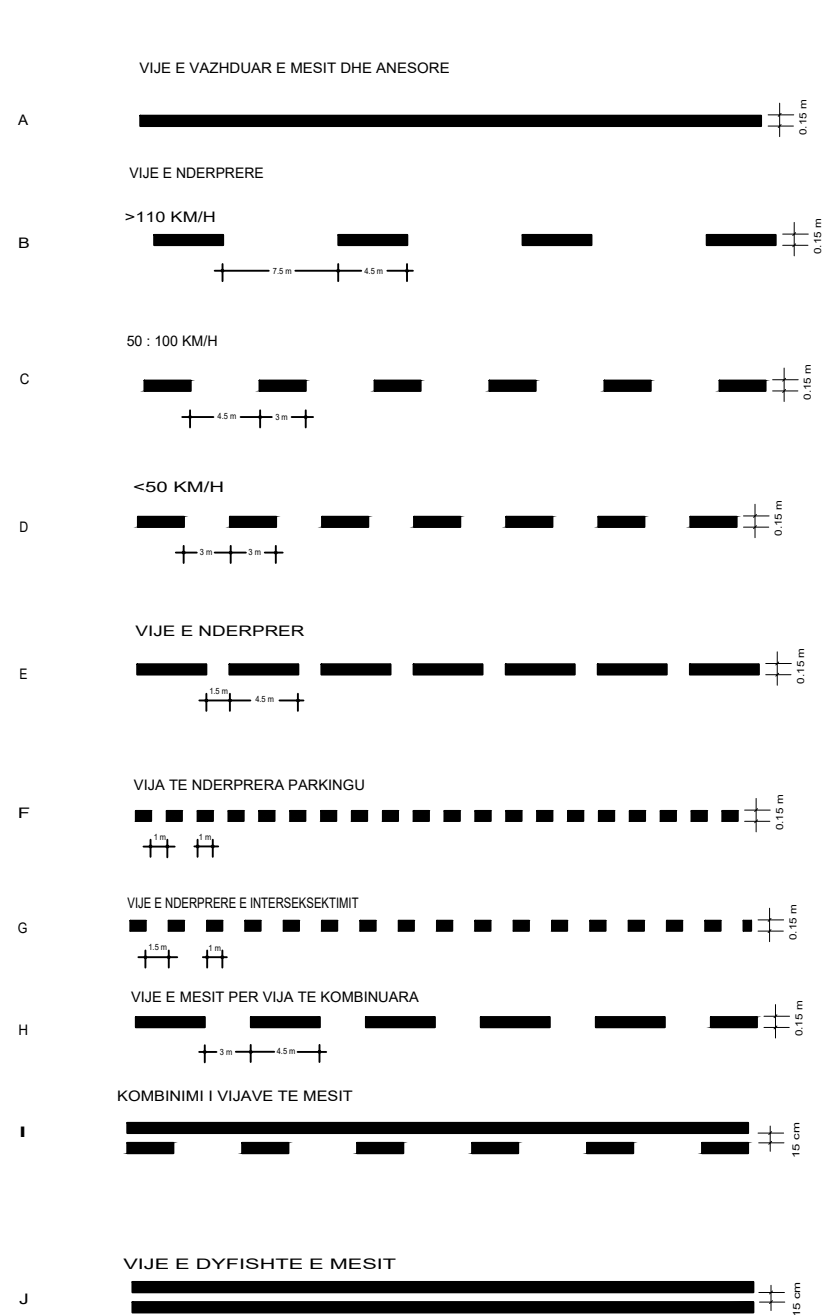 VIJE E VAZHDUAR E MESIT DHE ANESORE
A
0.15 m
VIJE E NDERPRERE
>110 KM/H
B
0.15 m
7.5 m 4.5 m
50 : 100 KM/H
C
0.15 m
4.5 m 3 m
<50 KM/H
D
0.15 m
3 m 3 m
VIJE E NDERPRER
E
0.15 m
1.5 m 4.5 m
VIJA TE NDERPRERA PARKINGU
F
0.15 m
1 m 1 m
VIJE E NDERPRERE E INTERSEKSEKTIMIT
G
0.15 m
1.5 m 1 m
VIJE E MESIT PER VIJA TE KOMBINUARA
H
0.15 m
3 m 4.5 m
KOMBINIMI I VIJAVE TE MESIT
I
15 cm
VIJE E DYFISHTE E MESIT
J
15 cm